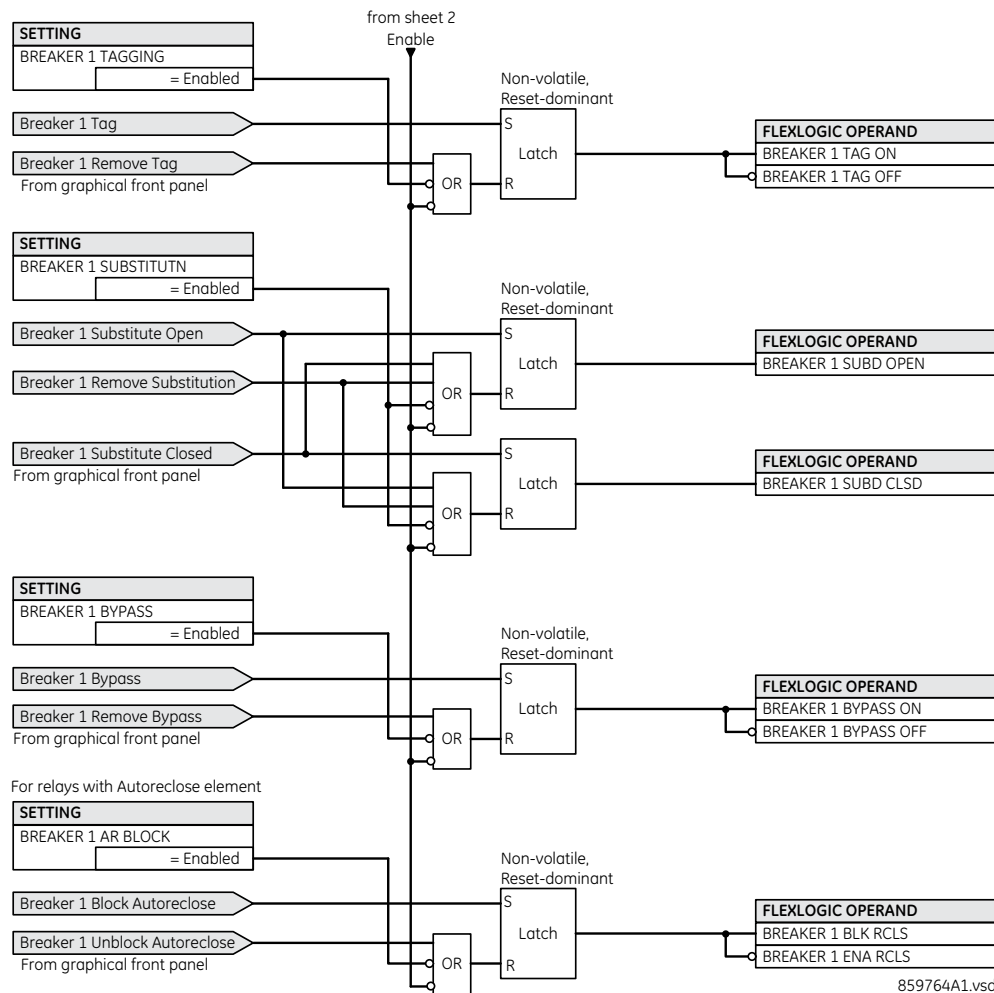 from sheet 2
Enable
SETTING
BREAKER 1 TAGGING
= Enabled
Non-volatile,
Reset-dominant
Breaker 1 Tag
S
Latch
R
Breaker 1 Remove Tag
From graphical front panel
OR
FLEXLOGIC OPERAND
BREAKER 1 TAG ON
BREAKER 1 TAG OFF
SETTING
BREAKER 1 SUBSTITUTN
= Enabled
Non-volatile,
Reset-dominant
Breaker 1 Substitute Open
S
Latch
R
Breaker 1 Remove Substitution
OR
FLEXLOGIC OPERAND
BREAKER 1 SUBD OPEN
Breaker 1 Substitute Closed
From graphical front panel
S
Latch
R
OR
FLEXLOGIC OPERAND
BREAKER 1 SUBD CLSD
SETTING
BREAKER 1 BYPASS
= Enabled
Non-volatile,
Reset-dominant
Breaker 1 Bypass
S
Latch
R
Breaker 1 Remove Bypass
From graphical front panel
OR
FLEXLOGIC OPERAND
BREAKER 1 BYPASS ON
BREAKER 1 BYPASS OFF
For relays with Autoreclose element
SETTING
BREAKER 1 AR BLOCK
= Enabled
Non-volatile,
Reset-dominant
Breaker 1 Block Autoreclose
S
Latch
R
Breaker 1 Unblock Autoreclose
From graphical front panel
OR
FLEXLOGIC OPERAND
BREAKER 1 BLK RCLS
BREAKER 1 ENA RCLS
859764A1.vsd